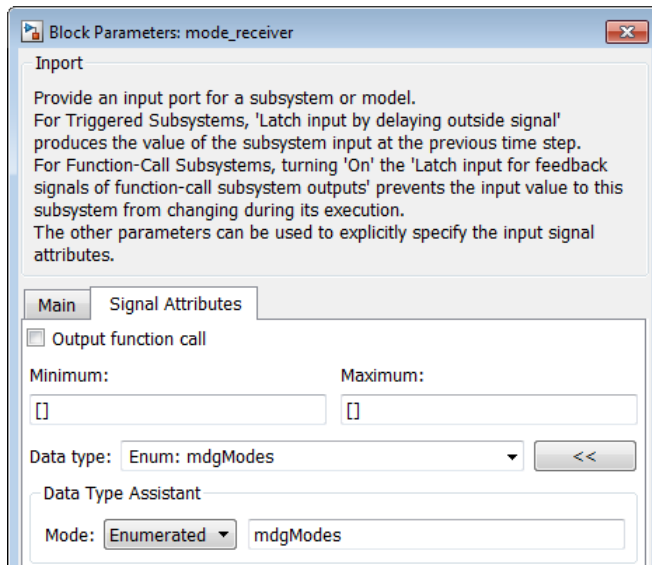 Block Parameters: mode_receiver
Inport
Provide an input port for a subsystem or model.
For Triggered Subsystems, 'Latch input by delaying outside signal'
produces the value of the subsystem input at the previous time step.
For Function-Call Subsystems, turning 'On' the 'Latch input for feedback
signals of function-call subsystem outputs' prevents the input value to this
subsystem from changing during its execution.
The other parameters can be used to explicitly specify the input signal
attributes.
Main Signal Attributes
Output function call
Minimum: Maximum:
[] []
Data type: Enum: mdgModes <<
Data Type Assistant
Mode: Enumerated mdgModes